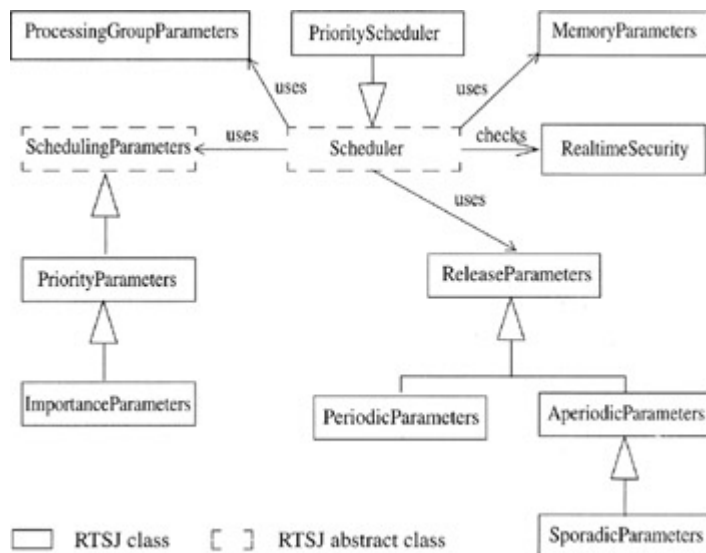 ProcessingGroupParameters
PriorityScheduler
MemoryParameters
uses
uses
SchedulingParameters
uses
Scheduler
checks
RealtimeSecurity
uses
PriorityParameters
ReleaseParameters
ImportanceParameters
PeriodicParameters
AperiodicParameters
RTSJ class
RTSJ abstract class
SporadicParameters